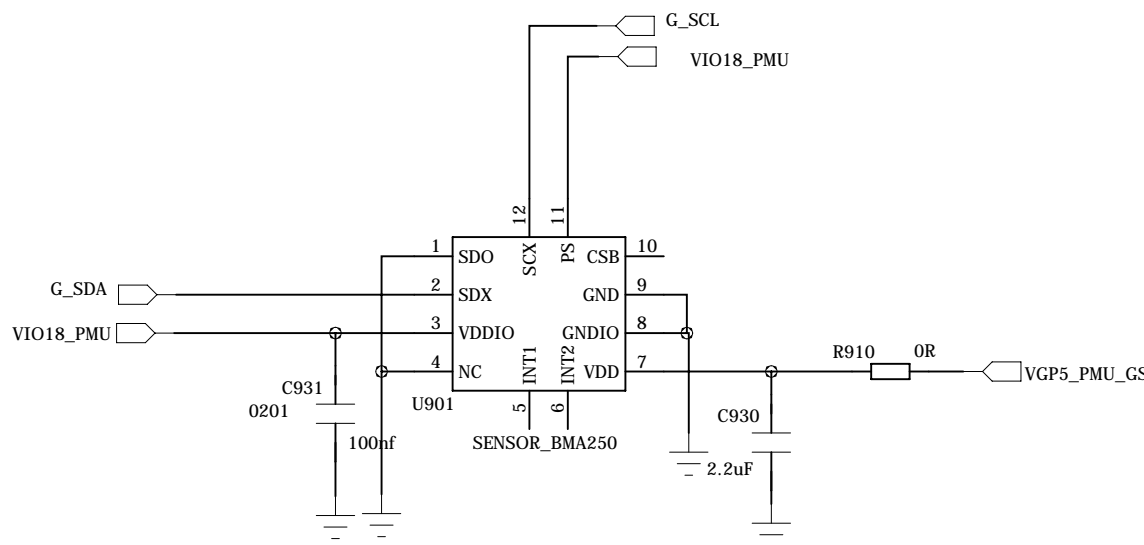 G_SCL
VIO18_PMU
12
11
1
SDO
SCX
PS
CSB
10
G_SDA
2
SDX
GND
9
VIO18_PMU
3
VDDIO
GNDIO
8
4
NC
INT1
INT2
VDD
7
R910
0R
VGP5_PMU_GS
C931
0201
100nf
U901
5
6
SENSOR_BMA250
C930
2.2uF